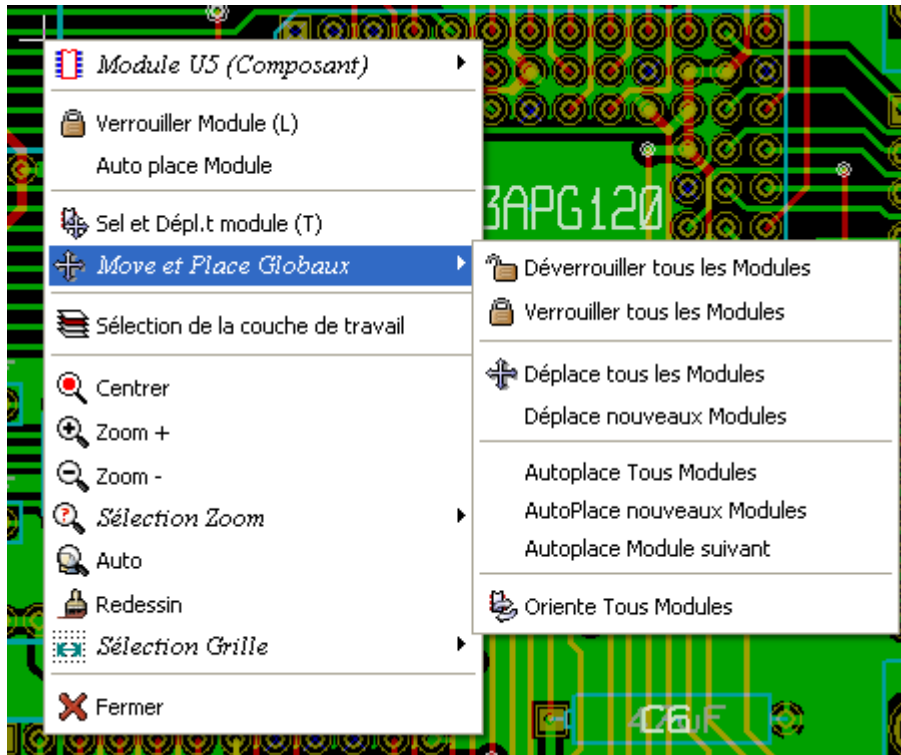 Module U5 (Composant)
Verrouiller Module (L)
Auto place Module
3APG120
Sel et Dépl.t module (T)
Move et Place Globaux
Déverrouiller tous les Modules
Verrouiller tous les Modules
Sélection de la couche de travail
Déplace tous les Modules
Déplace nouveaux Modules
Centrer
Zoom +
Zoom -
Sélection Zoom
Auto
Redessin
Sélection Grille
Fermer
Autoplace Tous Modules
AutoPlace nouveaux Modules
Autoplace Module suivant
Oriente Tous Modules
C6